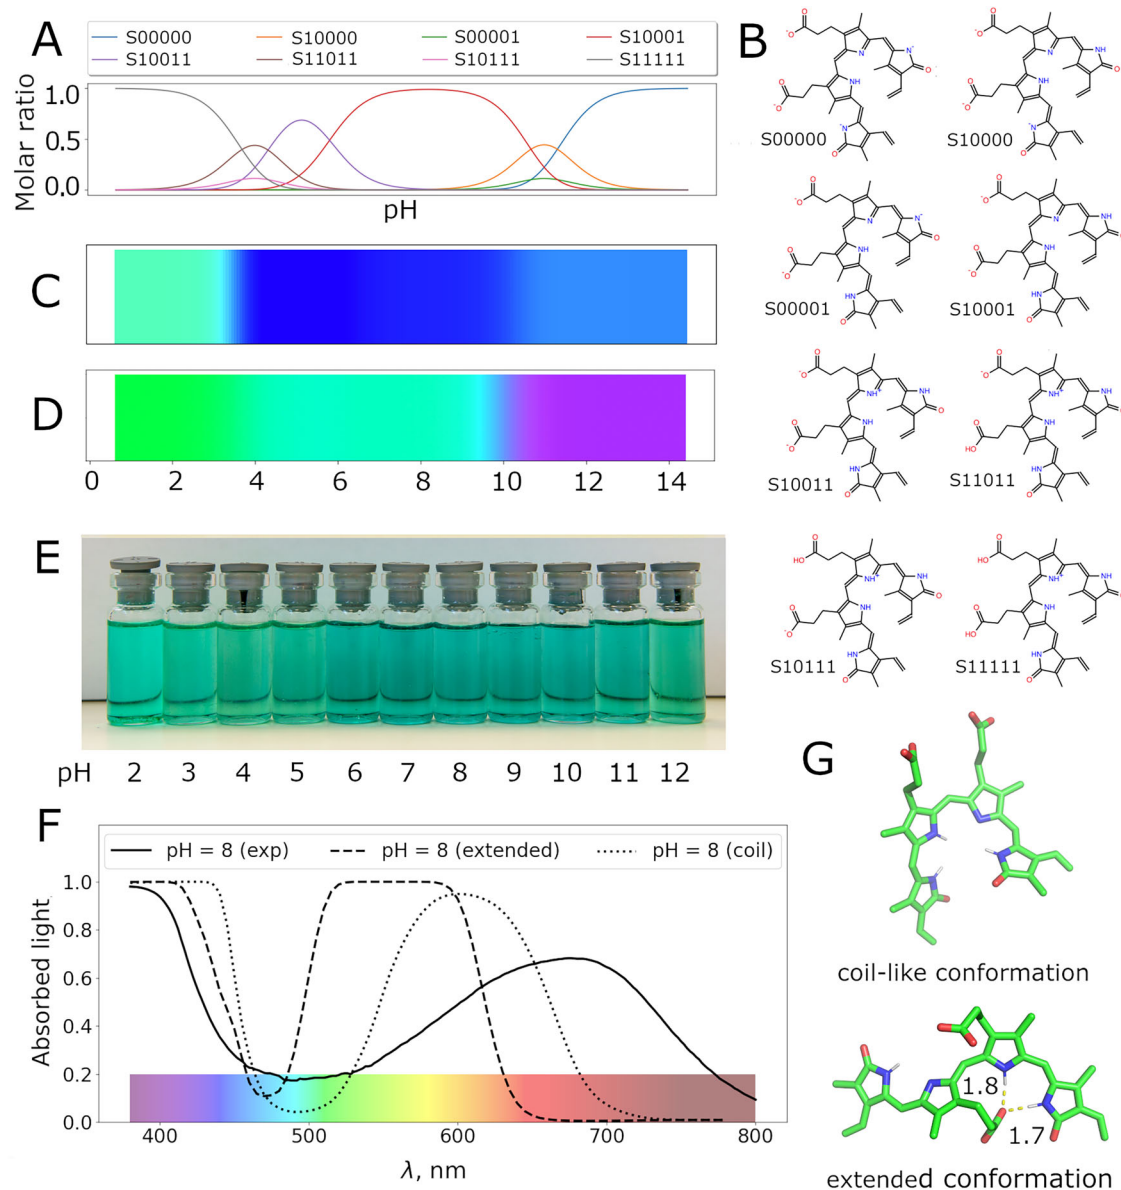 A
S00000 S10000 S00001 S10001
S10011 S11011 S10111 S11111
Molar ratio
1.0
0.5
0.0
pH
B
S00000
S10000
S00001
S10001
S10011
S11011
S10111
S11111
C
D
0 2 4 6 8 10 12 14
E
pH 2 3 4 5 6 7 8 9 10 11 12
F
pH = 8 (exp) pH = 8 (extended) pH = 8 (coil)
Absorbed light
1.0
0.8
0.6
0.4
0.2
0.0
400 500 600 700 800
λ, nm
G
coil-like conformation
1.8
1.7
extended conformation